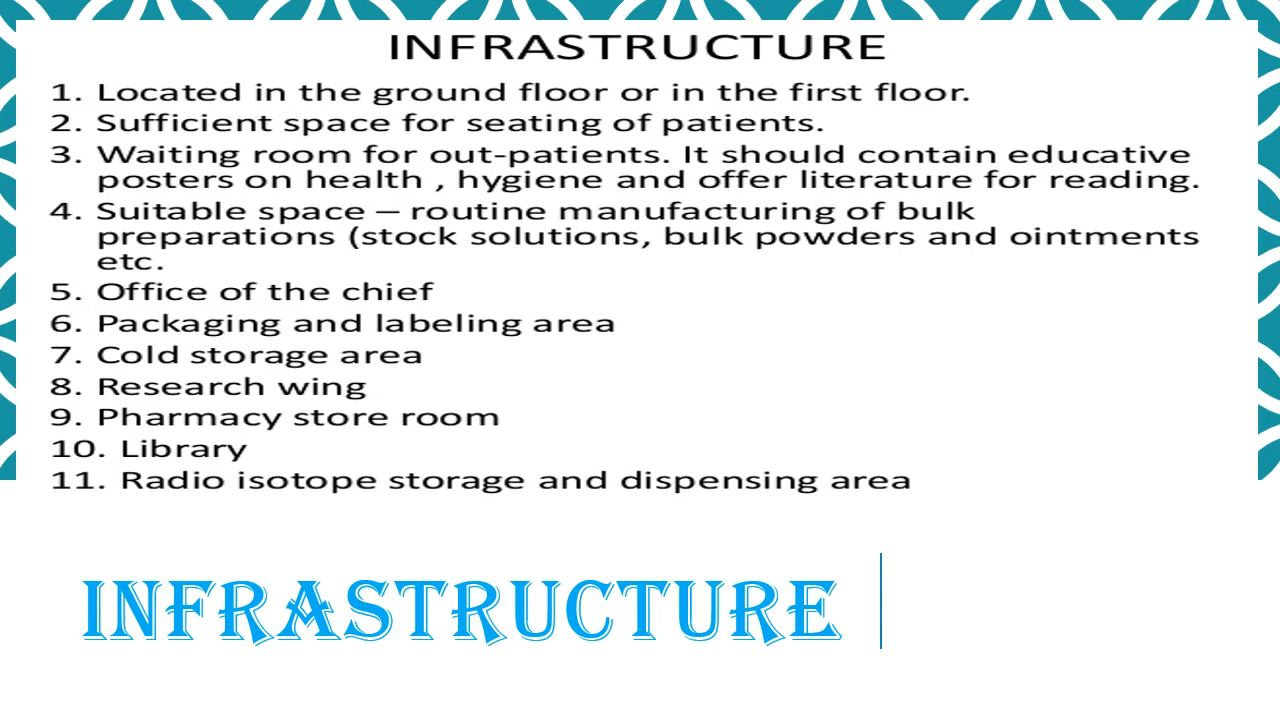 INFRASTRUCTURE
1. Located in the ground floor or in the first floor.
2. Sufficient space for seating of patients.
3. Waiting room for out-patients. It should contain educative
posters on health , hygiene and offer literature for reading.
4. Suitable space – routine manufacturing of bulk
preparations (stock solutions, bulk powders and ointments
etc.
5. Office of the chief
6. Packaging and labeling area
7. Cold storage area
8. Research wing
9. Pharmacy store room
10. Library
11. Radio isotope storage and dispensing area
INFRASTRUCTURE